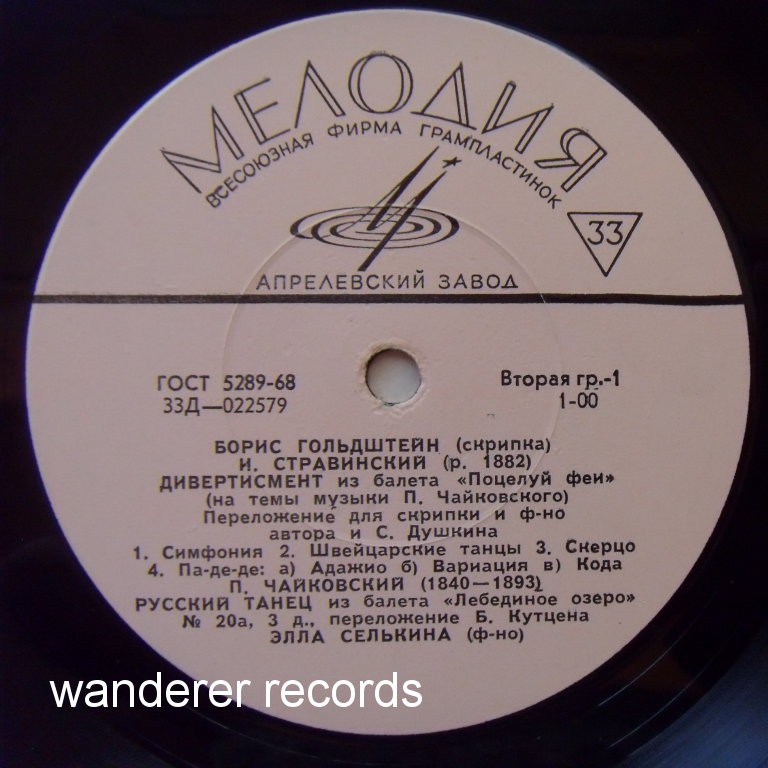 МЕЛОДИЯ
ВСЕСОЮЗНАЯ ФИРМА ГРАМПЛАСТИНОК
33
АПРЕЛЕВСКИЙ ЗАВОД
ГОСТ 5289-68
Вторая гр.-1
33Д—022579
1-00
БОРИС ГОЛЬДШТЕЙН (скрипка)
И. СТРАВИНСКИЙ (р. 1882)
ДИВЕРТИСМЕНТ из балета «Поцелуй феи»
(на темы музыки П. Чайковского)
Переложение для скрипки и ф-но
автора и С. Душкина
1. Симфония 2. Швейцарские танцы 3. Скерцо
4. Па-де-де: а) Адажио б) Вариация в) Кода
П. ЧАЙКОВСКИЙ (1840—1893)
РУССКИЙ ТАНЕЦ из балета «Лебединое озеро»
№ 20а, 3 д., переложение Б. Кутцена
ЭЛЛА СЕЛЬКИНА (ф-но)
wanderer records